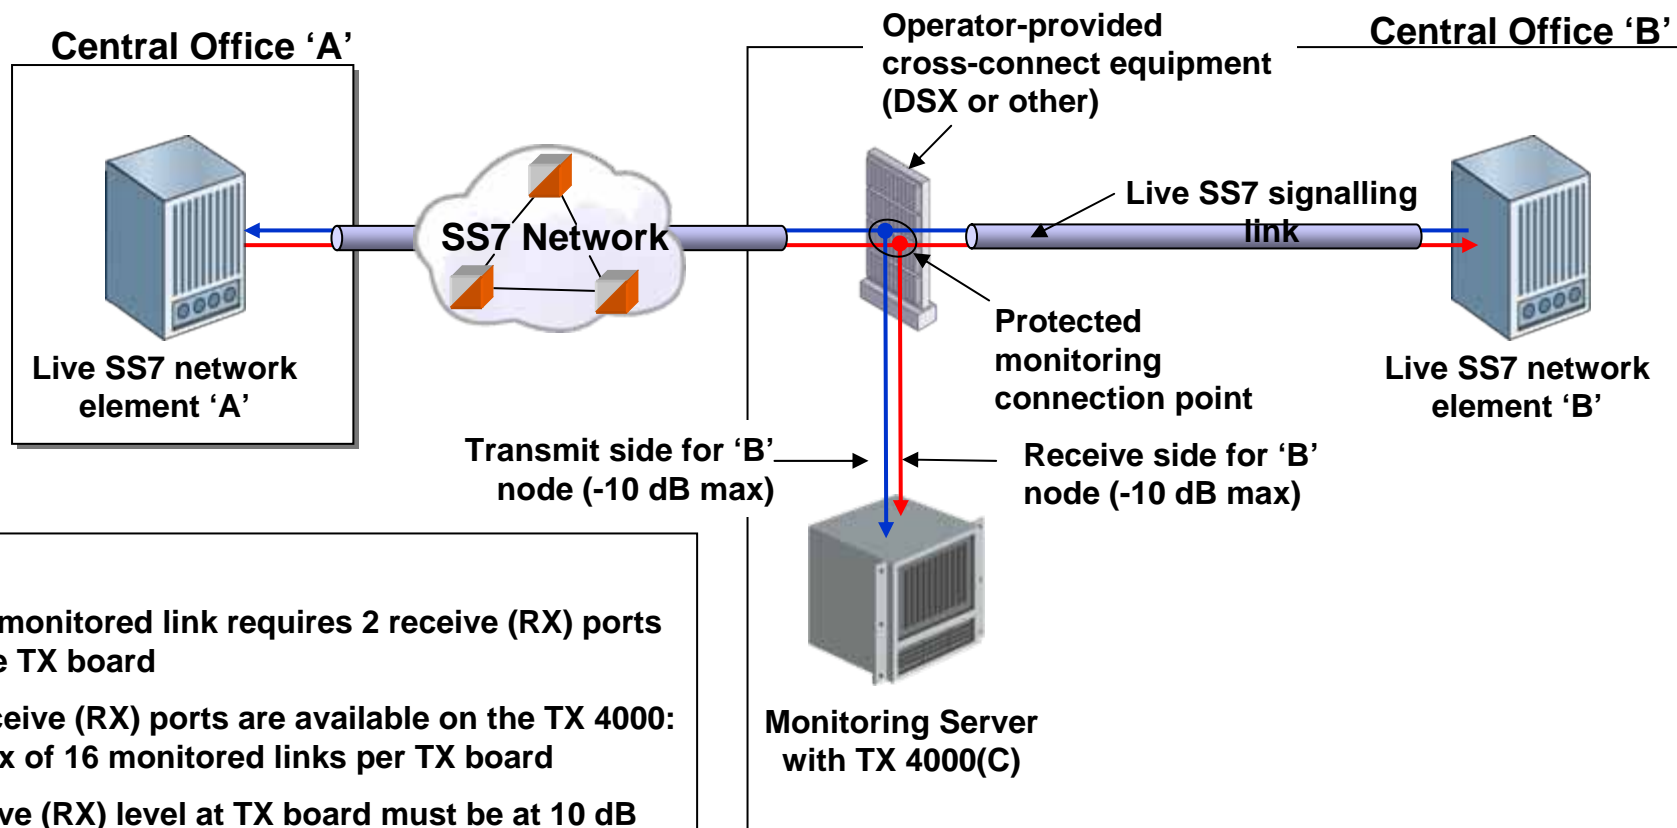 Central Office ‘A’
Operator-provided
cross-connect equipment
(DSX or other)
Central Office ‘B’
SS7 Network
Live SS7 signalling
link
Live SS7 network
element ‘A’
Protected
monitoring
connection point
Live SS7 network
element ‘B’
Transmit side for ‘B’
node (-10 dB max)
Receive side for ‘B’
node (-10 dB max)
Monitoring Server
with TX 4000(C)
monitored link requires 2 receive (RX) ports
TX board
(RX) ports are available on the TX 4000:
of 16 monitored links per TX board
(RX) level at TX board must be at 10 dB